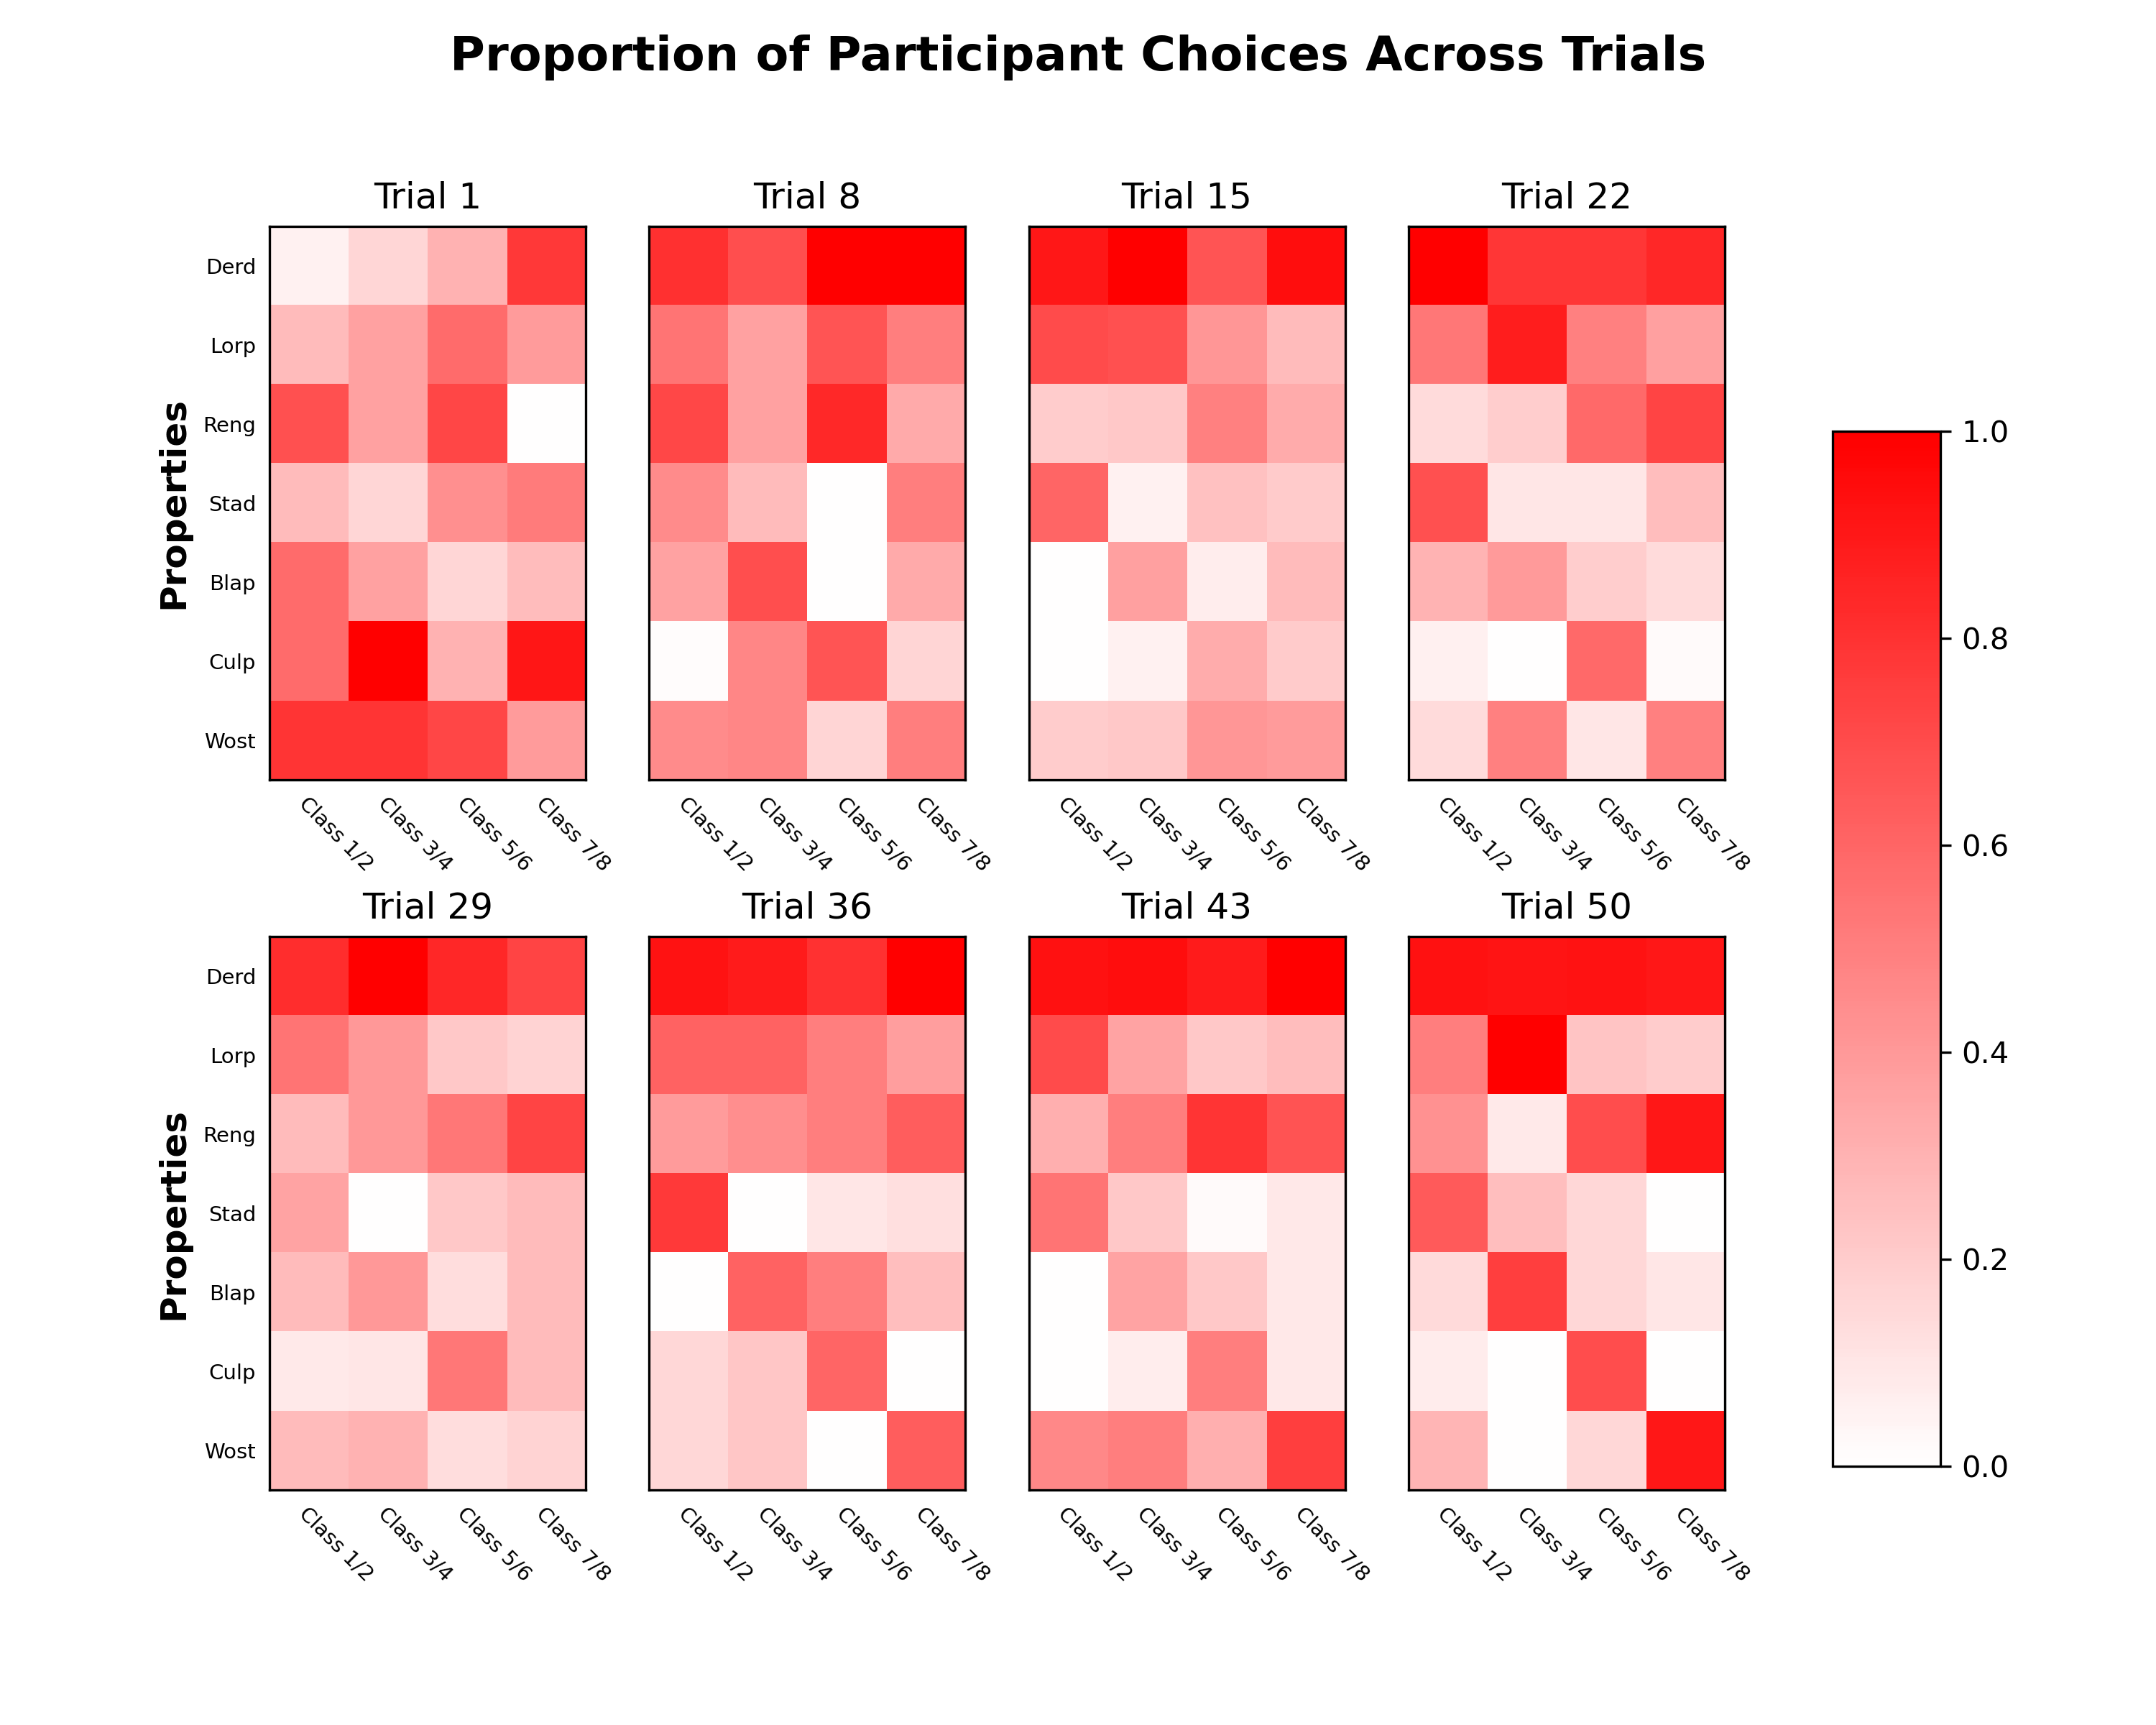 Proportion of Participant Choices Across Trials
Trial 1
Trial 8
Trial 15
Trial 22
Properties
Derd
Lorp
Reng
Stad
Blap
Culp
Wost
Class 1/2
Class 3/4
Class 5/6
Class 7/8
Class 1/2
Class 3/4
Class 5/6
Class 7/8
Class 1/2
Class 3/4
Class 5/6
Class 7/8
Class 1/2
Class 3/4
Class 5/6
Class 7/8
Trial 29
Trial 36
Trial 43
Trial 50
Properties
Derd
Lorp
Reng
Stad
Blap
Culp
Wost
Class 1/2
Class 3/4
Class 5/6
Class 7/8
Class 1/2
Class 3/4
Class 5/6
Class 7/8
Class 1/2
Class 3/4
Class 5/6
Class 7/8
Class 1/2
Class 3/4
Class 5/6
Class 7/8
1.0
0.8
0.6
0.4
0.2
0.0